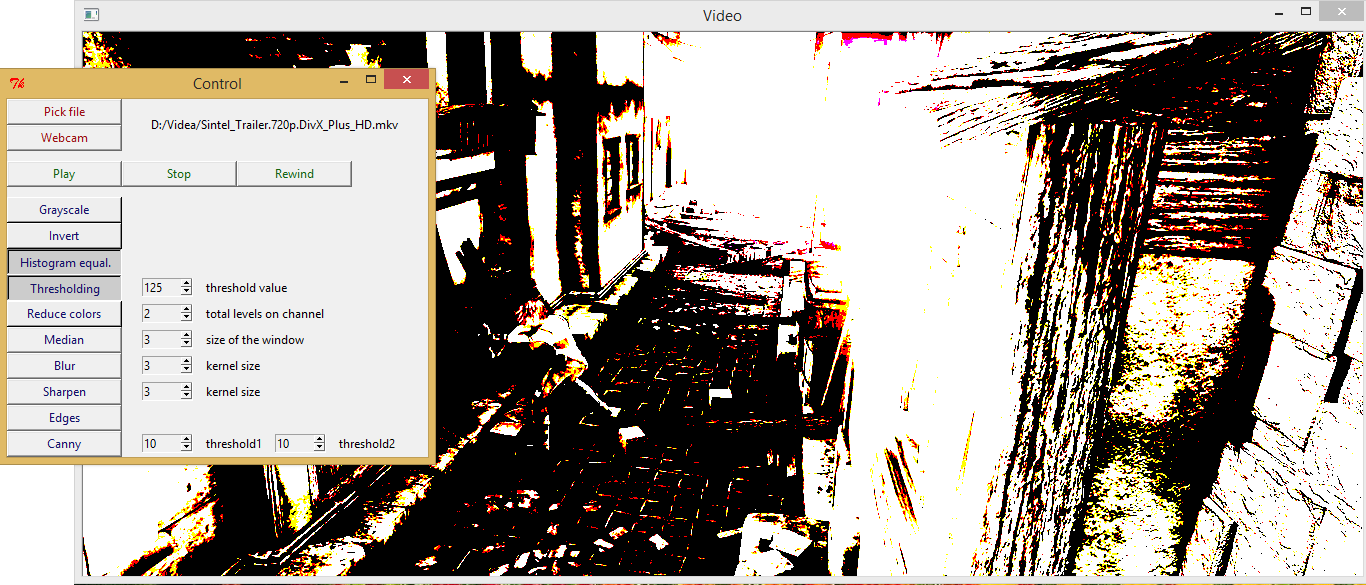 Video
Control
Pick file
D:/Videa/Sintel_Trailer.720p.DivX_Plus_HD.mkv
Webcam
Play Stop Rewind
Grayscale
Invert
Histogram equal.
Thresholding 125 threshold value
Reduce colors 2 total levels on channel
Median 3 size of the window
Blur 3 kernel size
Sharpen 3 kernel size
Edges
Canny 10 threshold1 10 threshold2